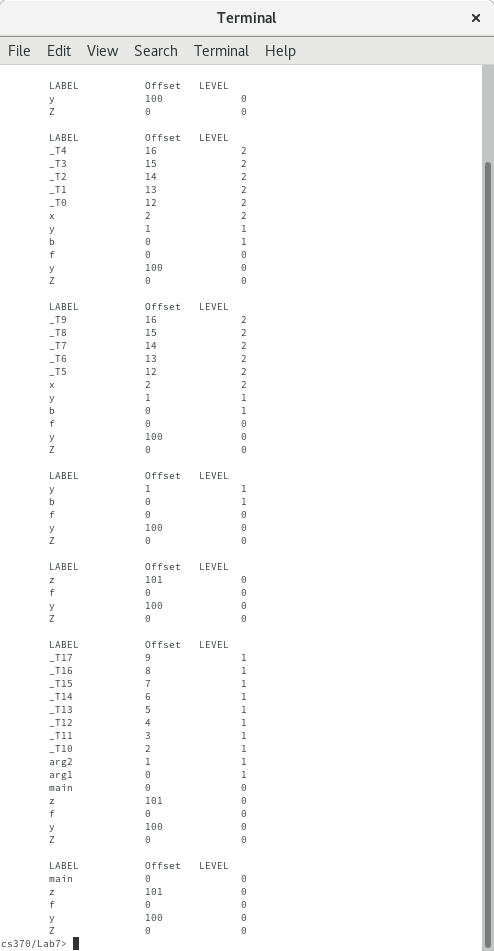 Terminal
File Edit View Search Terminal Help
LABEL Offset LEVEL
y 100 0
Z 0 0
LABEL Offset LEVEL
_T4 16 2
_T3 15 2
_T2 14 2
_T1 13 2
_T0 12 2
x 2 2
y 1 1
b 0 1
f 0 0
y 100 0
Z 0 0
LABEL Offset LEVEL
_T9 16 2
_T8 15 2
_T7 14 2
_T6 13 2
_T5 12 2
x 2 2
y 1 1
b 0 1
f 0 0
y 100 0
Z 0 0
LABEL Offset LEVEL
y 1 1
b 0 1
f 0 0
y 100 0
Z 0 0
LABEL Offset LEVEL
z 101 0
f 0 0
y 100 0
Z 0 0
LABEL Offset LEVEL
_T17 9 1
_T16 8 1
_T15 7 1
_T14 6 1
_T13 5 1
_T12 4 1
_T11 3 1
_T10 2 1
arg2 1 1
arg1 0 1
main 0 0
z 101 0
f 0 0
y 100 0
Z 0 0
LABEL Offset LEVEL
main 0 0
z 101 0
f 0 0
y 100 0
Z 0 0
cs370/Lab7>